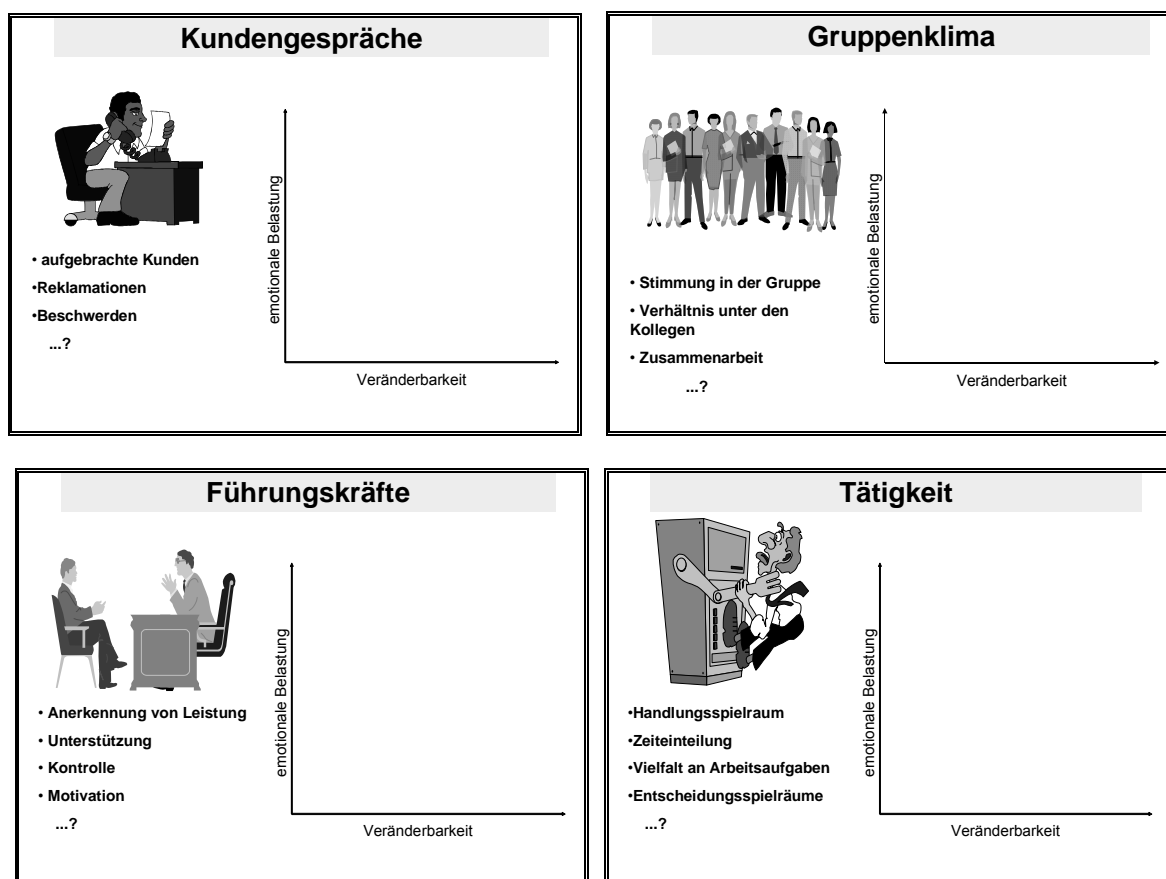 Kundengespräche
• aufgebrachte Kunden
•Reklamationen
•Beschwerden
...?
emotionale Belastung
Veränderbarkeit
Gruppenklima
• Stimmung in der Gruppe
• Verhältnis unter den
Kollegen
• Zusammenarbeit
...?
emotionale Belastung
Veränderbarkeit
Führungskräfte
• Anerkennung von Leistung
• Unterstützung
• Kontrolle
• Motivation
...?
emotionale Belastung
Veränderbarkeit
Tätigkeit
•Handlungsspielraum
•Zeiteinteilung
•Vielfalt an Arbeitsaufgaben
•Entscheidungsspielräume
...?
emotionale Belastung
Veränderbarkeit